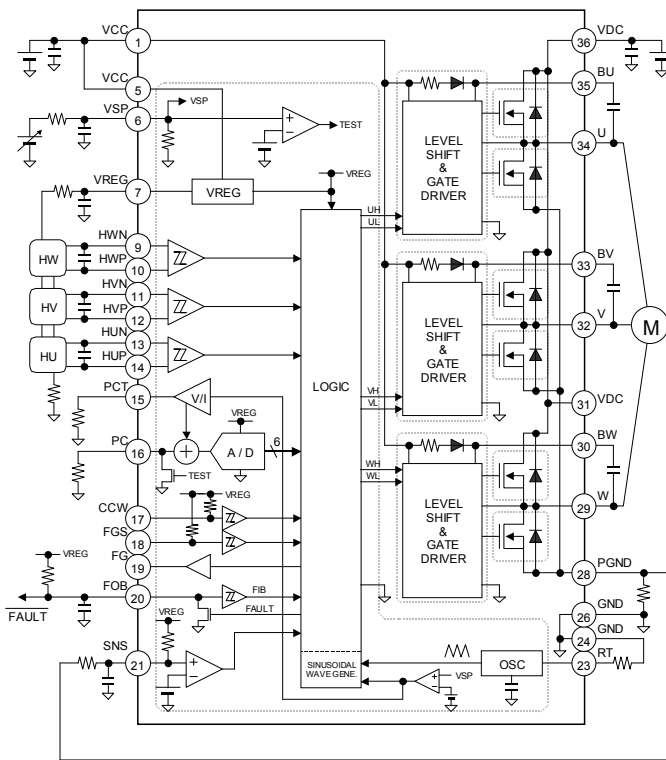 VCC
1
VCC
5
VSP
6
VSP
TEST
VREG
7
VREG
VREG
HWN
9
HW
HWP
10
HVN
11
HV
HVP
12
HUN
13
HU
HUP
14
PCT
15
V/I
VREG
PC
16
A / D
6
TEST
VREG
CCW
17
FGS
18
FG
19
VREG
FOB
20
FIB
FAULT
FAULT
VREG
SNS
21
UH
UL
LOGIC
VH
VL
WH
WL
SINUSOIDAL
WAVE GENE.
OSC
VSP
LEVEL
SHIFT
&
GATE
DRIVER
LEVEL
SHIFT
&
GATE
DRIVER
LEVEL
SHIFT
&
GATE
DRIVER
VDC
36
BU
35
U
34
BV
33
V
32
M
VDC
31
BW
30
W
29
PGND
28
GND
26
GND
24
RT
23